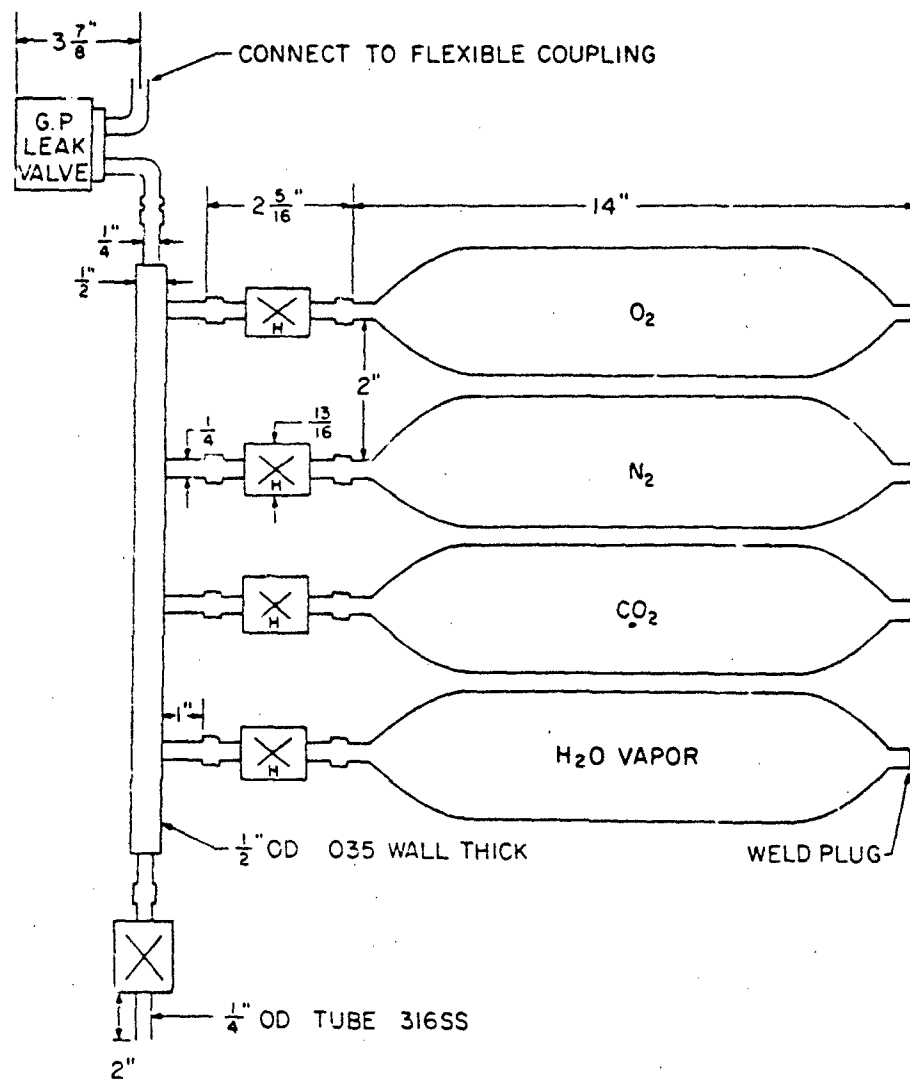 3 7/8"
CONNECT TO FLEXIBLE COUPLING
G.P
LEAK
VALVE
2 5/16"
14"
1/4"
1/2"
H
O2
2"
1/4
13/16
H
N2
H
CO2
1"
H
H2O VAPOR
1/2" OD 035 WALL THICK
WELD PLUG
1/4" OD TUBE 316SS
2"